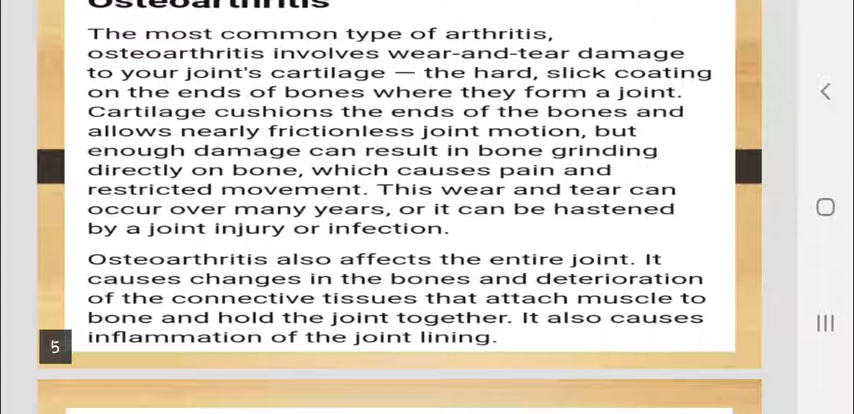 Osteoarthritis
The most common type of arthritis,
osteoarthritis involves wear-and-tear damage
to your joint's cartilage — the hard, slick coating
on the ends of bones where they form a joint.
Cartilage cushions the ends of the bones and
allows nearly frictionless joint motion, but
enough damage can result in bone grinding
directly on bone, which causes pain and
restricted movement. This wear and tear can
occur over many years, or it can be hastened
by a joint injury or infection.
Osteoarthritis also affects the entire joint. It
causes changes in the bones and deterioration
of the connective tissues that attach muscle to
bone and hold the joint together. It also causes
inflammation of the joint lining.
5